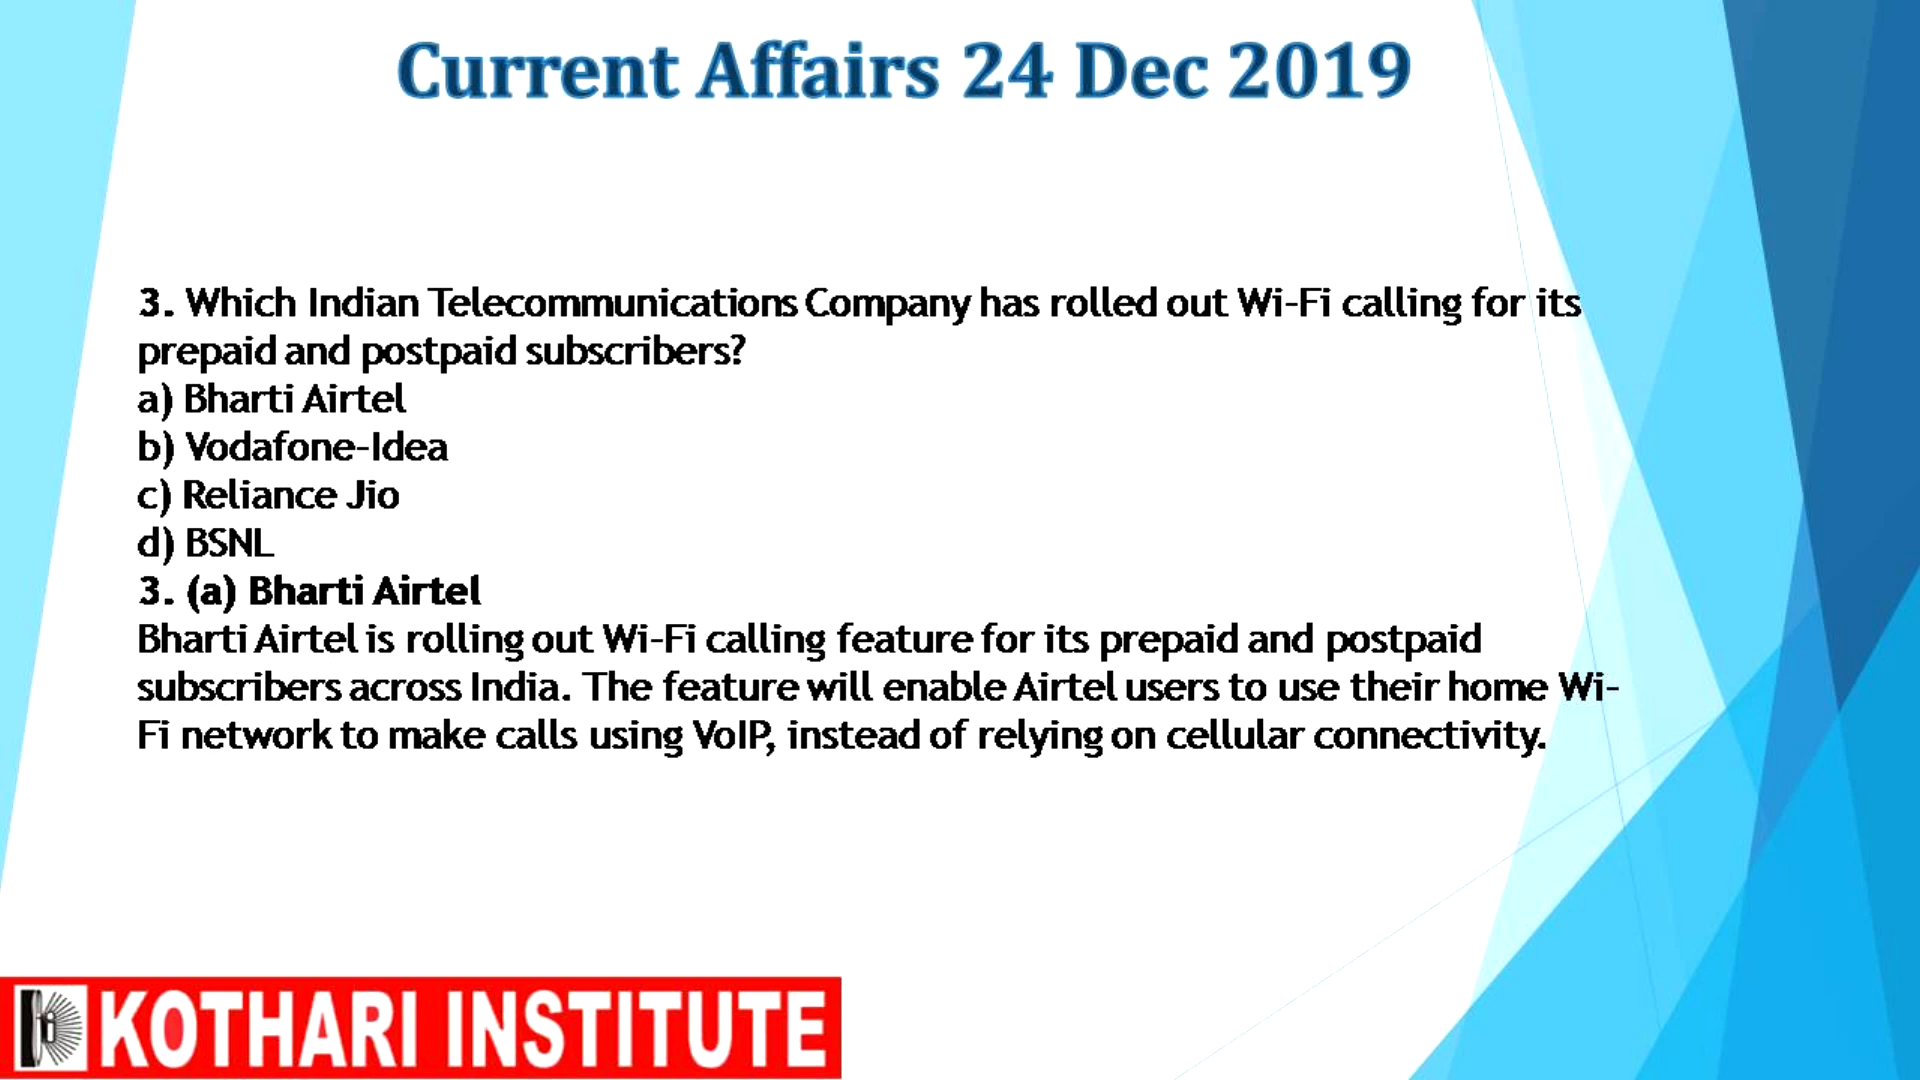 Current Affairs 24 Dec 2019
3. Which Indian Telecommunications Company has rolled out Wi-Fi calling for its
prepaid and postpaid subscribers?
a) Bharti Airtel
b) Vodafone-Idea
c) Reliance Jio
d) BSNL
3. (a) Bharti Airtel
Bharti Airtel is rolling out Wi-Fi calling feature for its prepaid and postpaid
subscribers across India. The feature will enable Airtel users to use their home Wi-
Fi network to make calls using VoIP, instead of relying on cellular connectivity.
KOTHARI INSTITUTE